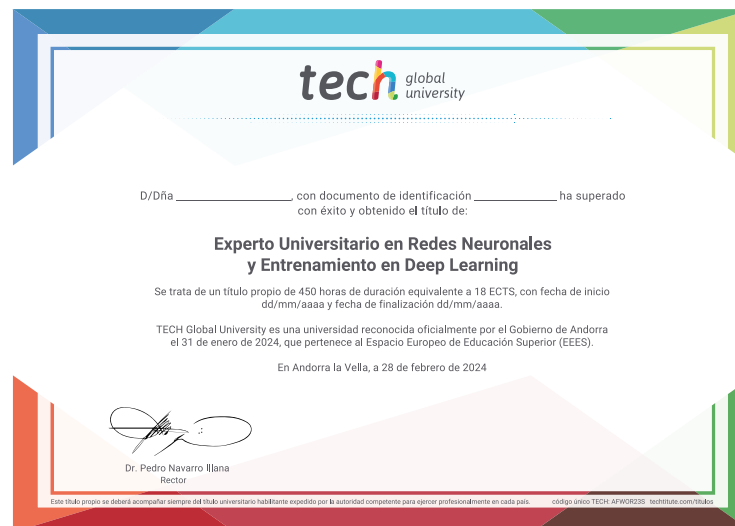 tech global university
D/Dña ____________________, con documento de identificación ______________ ha superado
con éxito y obtenido el título de:
Experto Universitario en Redes Neuronales
y Entrenamiento en Deep Learning
Se trata de un título propio de 450 horas de duración equivalente a 18 ECTS, con fecha de inicio
dd/mm/aaaa y fecha de finalización dd/mm/aaaa.
TECH Global University es una universidad reconocida oficialmente por el Gobierno de Andorra
el 31 de enero de 2024, que pertenece al Espacio Europeo de Educación Superior (EEES).
En Andorra la Vella, a 28 de febrero de 2024
Dr. Pedro Navarro Illana
Rector
Este título propio se deberá acompañar siempre del título universitario habilitante expedido por la autoridad competente para ejercer profesionalmente en cada país. código único TECH: AFWOR23S techtitute.com/titulos